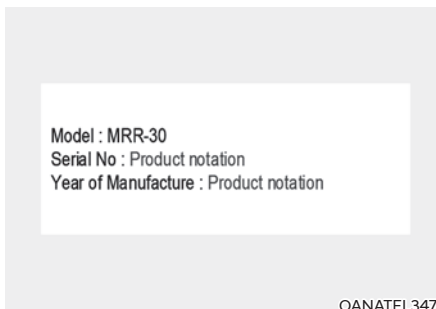 Model : MRR-30
Serial No : Product notation
Year of Manufacture : Product notation
OANATEL347